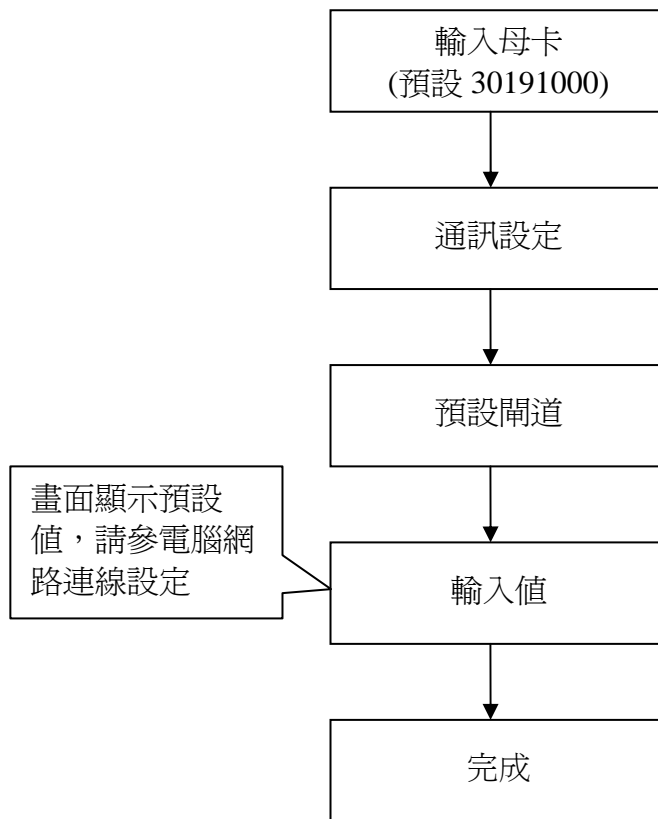 輸入母卡
(預設 30191000)
通訊設定
預設閘道
畫面顯示預設
值，請參電腦網
路連線設定
輸入值
完成